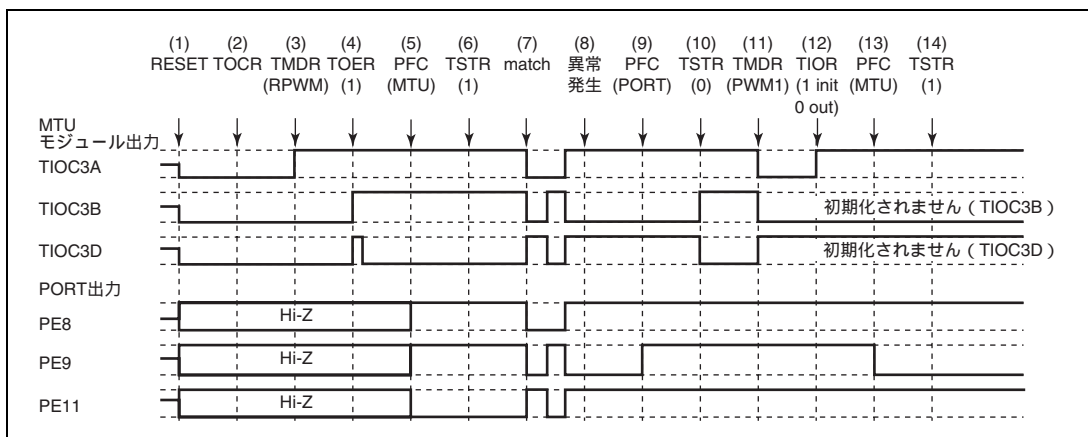 (1) (2) (3) (4) (5) (6) (7) (8) (9) (10) (11) (12) (13) (14)
RESET TOCR TMDR TOER PFC TSTR match 異常 PFC TSTR TMDR TIOR PFC TSTR
(RPWM) (1) (MTU) (1) 発生 (PORT) (0) (PWM1) (1 init (MTU) (1)
0 out)
MTU
モジュール出力
TIOC3A
TIOC3B 初期化されません ( TIOC3B )
TIOC3D 初期化されません ( TIOC3D )
PORT出力
PE8 Hi-Z
PE9 Hi-Z
PE11 Hi-Z